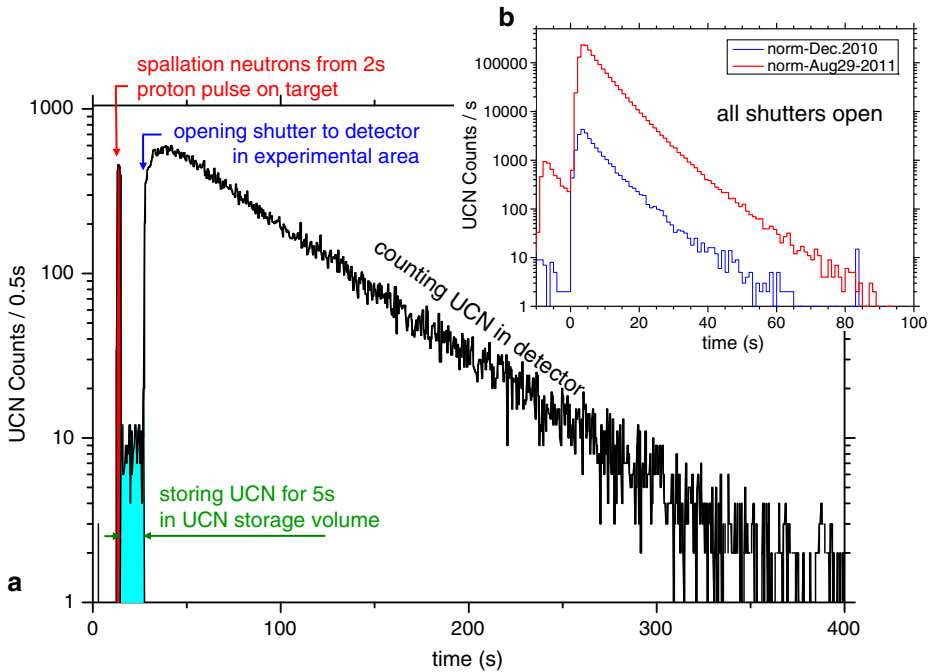 b
norm-Dec.2010
norm-Aug29-2011
all shutters open
100000
10000
1000
100
10
1
UCN Counts / s
0
20
40
60
80
100
time (s)
spallation neutrons from 2s
proton pulse on target
opening shutter to detector
in experimental area
counting UCN in detector
storing UCN for 5s
in UCN storage volume
a
1000
100
10
1
UCN Counts / 0.5s
0
100
200
300
400
time (s)